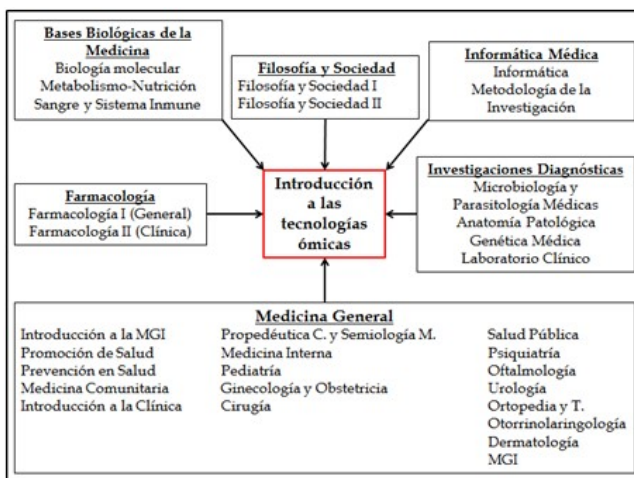 Bases Biológicas de la
Medicina
Biología molecular
Metabolismo-Nutrición
Sangre y Sistema Inmune
Filosofía y Sociedad
Filosofía y Sociedad I
Filosofía y Sociedad II
Informática Médica
Informática
Metodología de la
Investigación
Farmacología
Farmacología I (General)
Farmacología II (Clínica)
Introducción
a las
tecnologías
ómicas
Investigaciones Diagnósticas
Microbiología y
Parasitología Médicas
Anatomía Patológica
Genética Médica
Laboratorio Clínico
Medicina General
Introducción a la MGI
Promoción de Salud
Prevención en Salud
Medicina Comunitaria
Introducción a la Clínica
Propedéutica C. y Semiología M.
Medicina Interna
Pediatría
Ginecología y Obstetricia
Cirugía
Salud Pública
Psiquiatría
Oftalmología
Urología
Ortopedia y T.
Otorrinolaringología
Dermatología
MGI